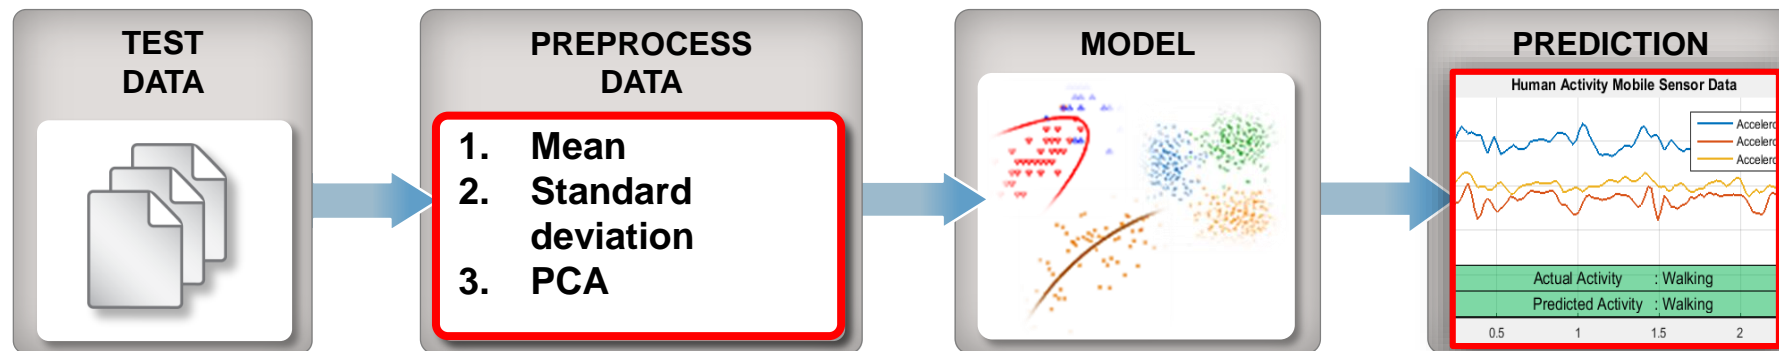 TEST
DATA
PREPROCESS
DATA
1. Mean
2. Standard
deviation
3. PCA
MODEL
PREDICTION
Human Activity Mobile Sensor Data
Actual Activity : Walking
Predicted Activity : Walking
0.5 1 1.5 2